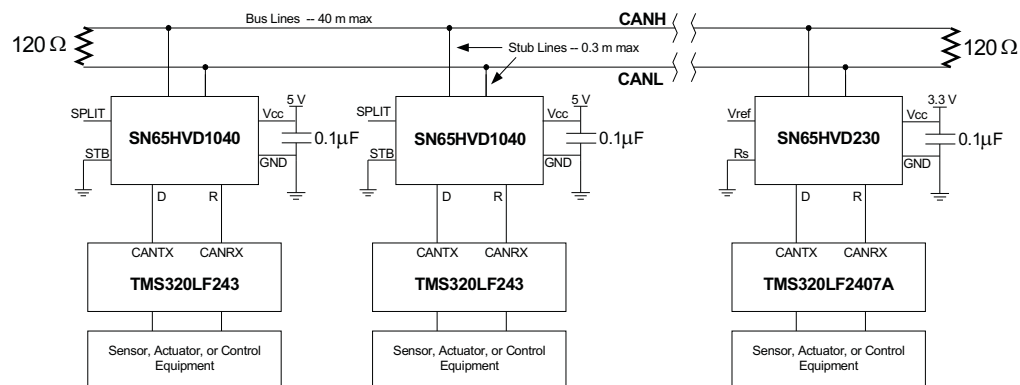 Bus Lines -- 40 m max
CANH
120 Ω
Stub Lines -- 0.3 m max
120 Ω
CANL
SPLIT
5 V
Vcc
SN65HVD1040
0.1µF
STB
GND
D
R
SPLIT
5 V
Vcc
SN65HVD1040
0.1µF
STB
GND
D
R
Vref
3.3 V
Vcc
SN65HVD230
0.1µF
Rs
GND
D
R
CANTX
CANRX
TMS320LF243
CANTX
CANRX
TMS320LF243
CANTX
CANRX
TMS320LF2407A
Sensor, Actuator, or Control
Equipment
Sensor, Actuator, or Control
Equipment
Sensor, Actuator, or Control
Equipment